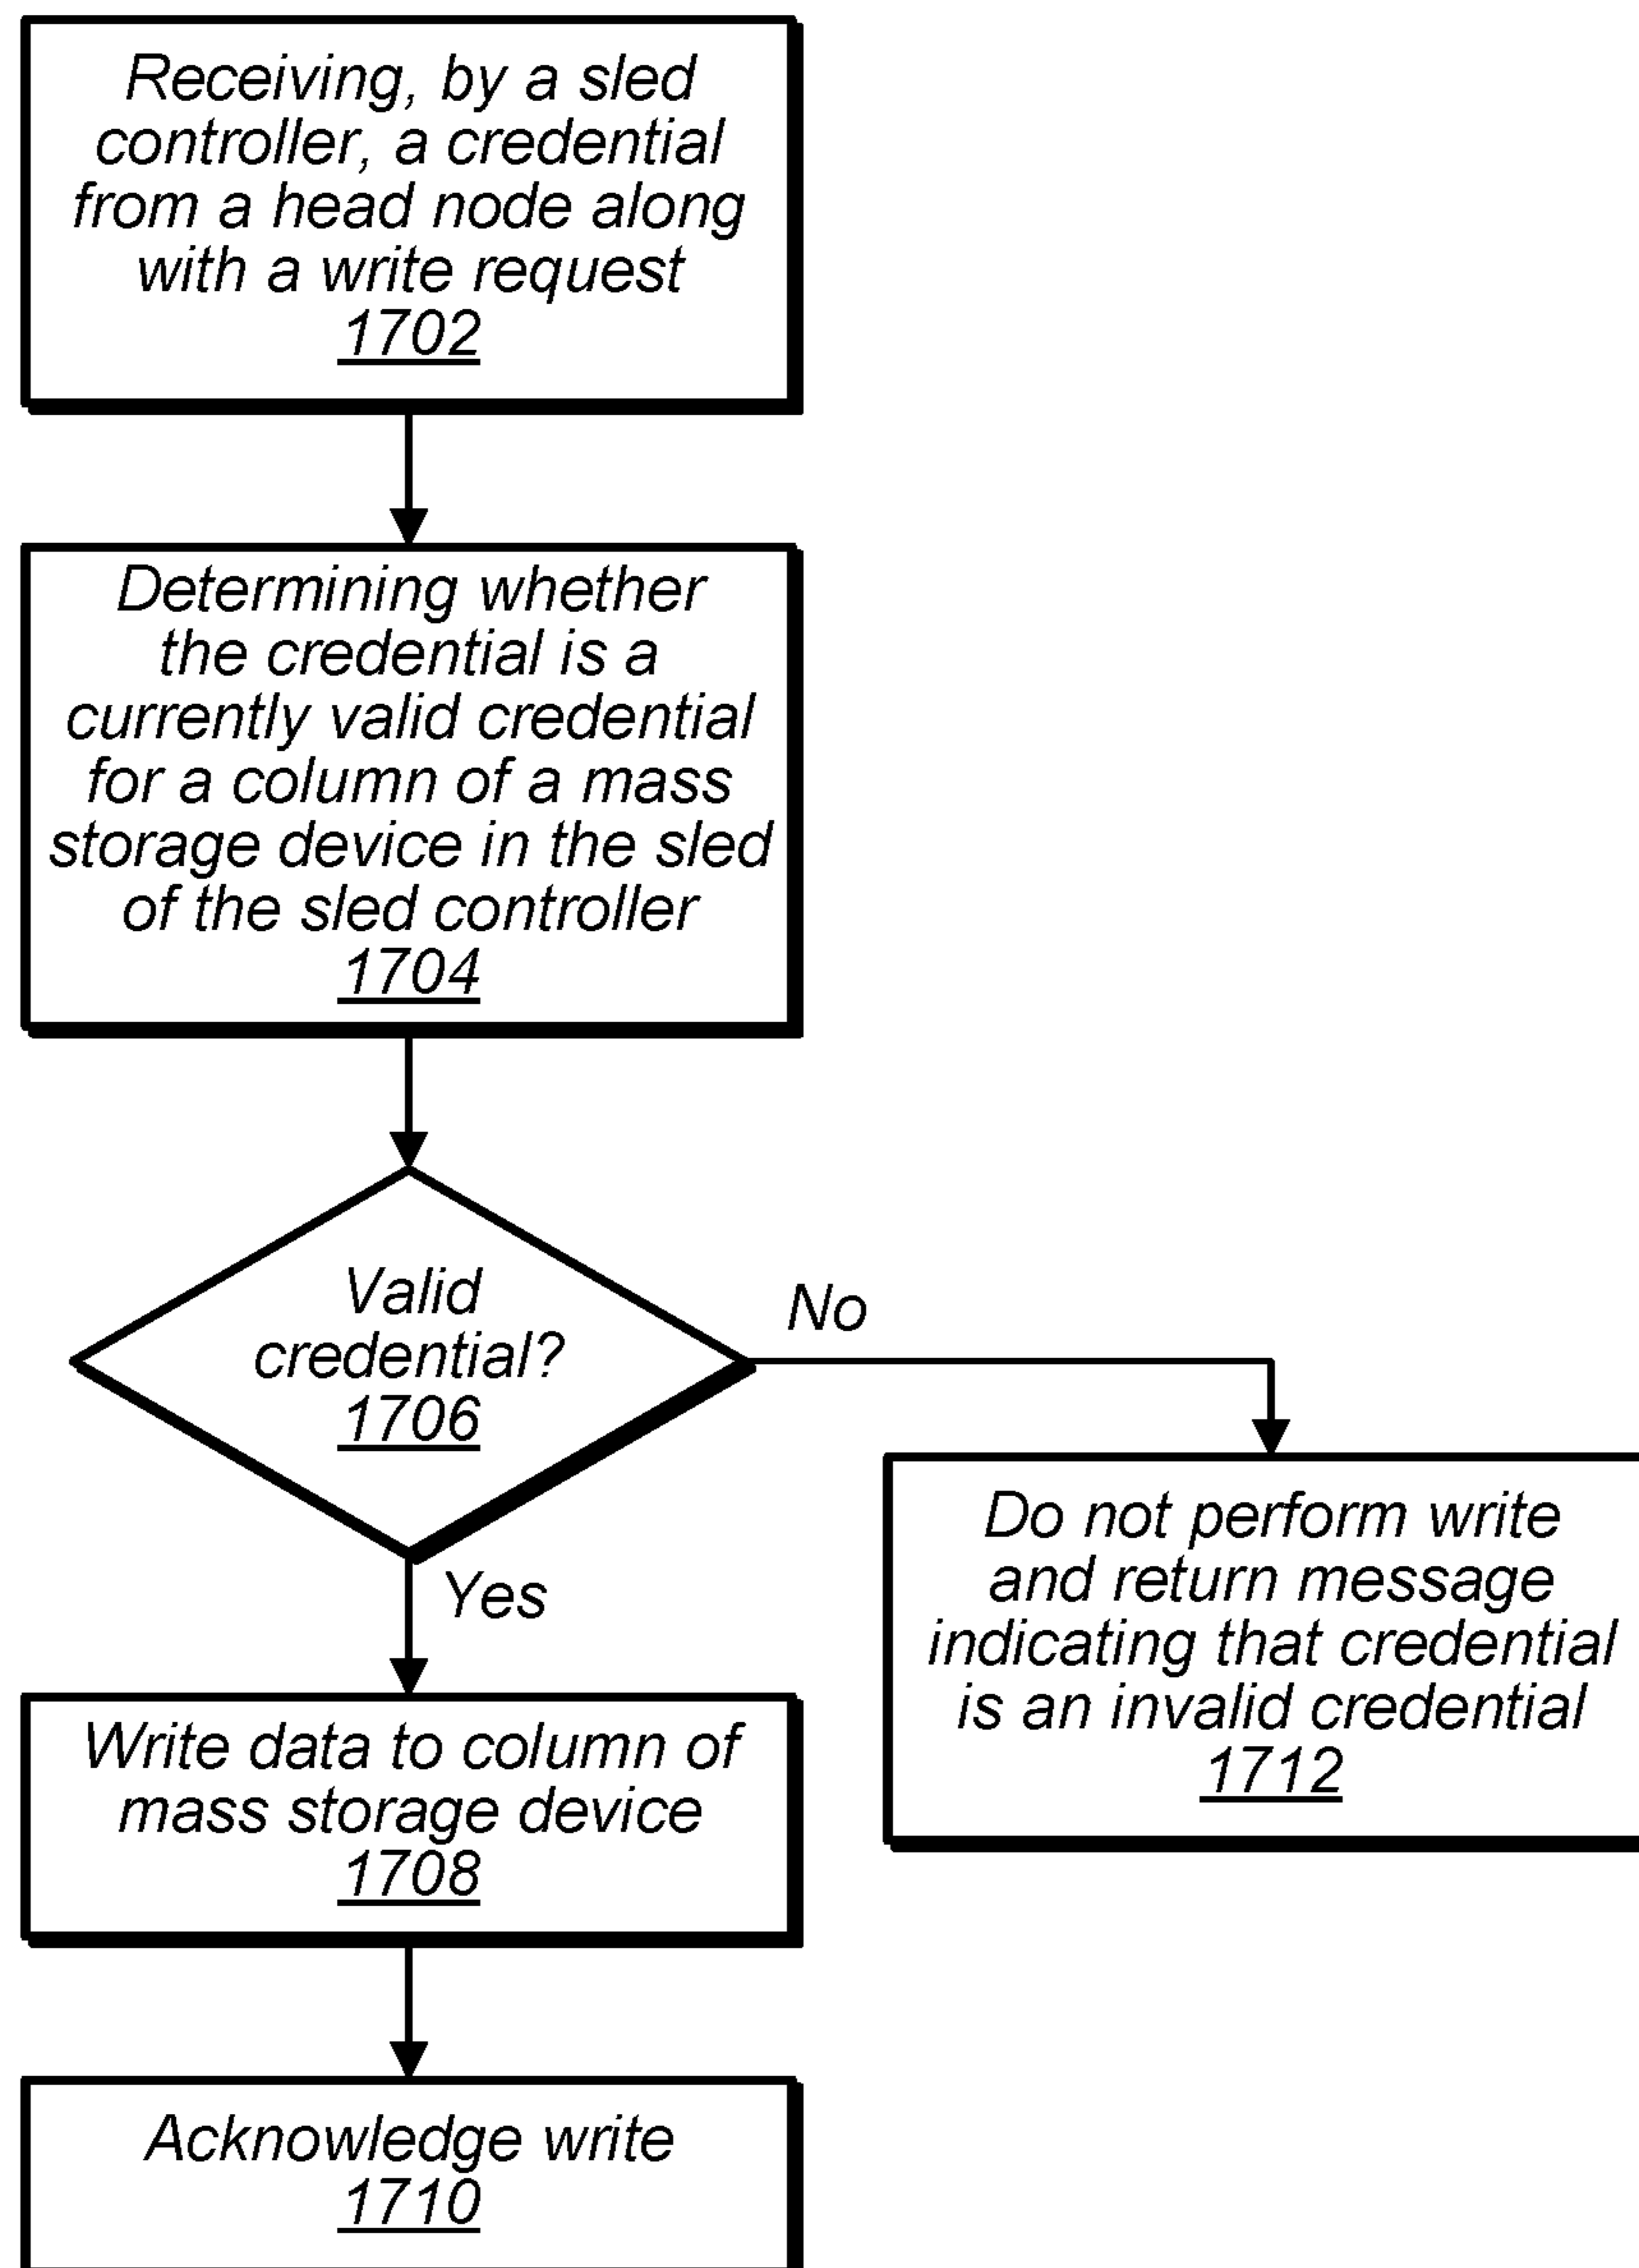 Receiving, by a sled
controller, a credential
from a head node along
with a write request
1702
Determining whether
the credential is a
currently valid credential
for a column of a mass
storage device in the sled
of the sled controller
1704
Valid
credential?
1706
No
Yes
Do not perform write
and return message
indicating that credential
is an invalid credential
1712
Write data to column of
mass storage device
1708
Acknowledge write
1710